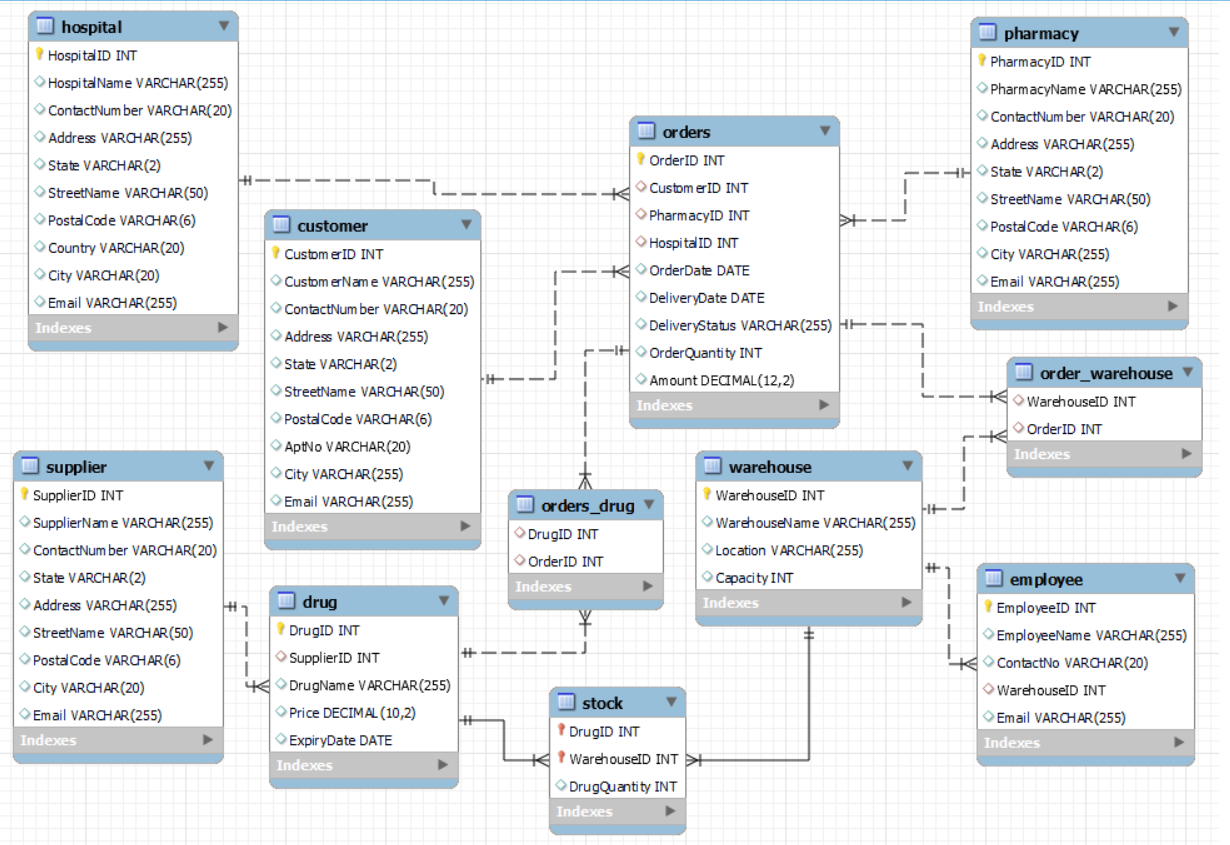 hospital
HospitalID INT
HospitalName VARCHAR(255)
ContactNumber VARCHAR(20)
Address VARCHAR(255)
State VARCHAR(2)
StreetName VARCHAR(50)
PostalCode VARCHAR(6)
Country VARCHAR(20)
City VARCHAR(20)
Email VARCHAR(255)
Indexes
customer
CustomerID INT
CustomerName VARCHAR(255)
ContactNumber VARCHAR(20)
Address VARCHAR(255)
State VARCHAR(2)
StreetName VARCHAR(50)
PostalCode VARCHAR(6)
AptNo VARCHAR(20)
City VARCHAR(255)
Email VARCHAR(255)
Indexes
orders
OrderID INT
CustomerID INT
PharmacyID INT
HospitalID INT
OrderDate DATE
DeliveryDate DATE
DeliveryStatus VARCHAR(255)
OrderQuantity INT
Amount DECIMAL(12,2)
Indexes
pharmacy
PharmacyID INT
PharmacyName VARCHAR(255)
ContactNumber VARCHAR(20)
Address VARCHAR(255)
State VARCHAR(2)
StreetName VARCHAR(50)
PostalCode VARCHAR(6)
City VARCHAR(255)
Email VARCHAR(255)
Indexes
order_warehouse
WarehouseID INT
OrderID INT
Indexes
supplier
SupplierID INT
SupplierName VARCHAR(255)
ContactNumber VARCHAR(20)
State VARCHAR(2)
Address VARCHAR(255)
StreetName VARCHAR(50)
PostalCode VARCHAR(6)
City VARCHAR(20)
Email VARCHAR(255)
Indexes
drug
DrugID INT
SupplierID INT
DrugName VARCHAR(255)
Price DECIMAL(10,2)
ExpiryDate DATE
Indexes
orders_drug
DrugID INT
OrderID INT
Indexes
warehouse
WarehouseID INT
WarehouseName VARCHAR(255)
Location VARCHAR(255)
Capacity INT
Indexes
employee
EmployeeID INT
EmployeeName VARCHAR(255)
ContactNo VARCHAR(20)
WarehouseID INT
Email VARCHAR(255)
Indexes
stock
DrugID INT
WarehouseID INT
DrugQuantity INT
Indexes